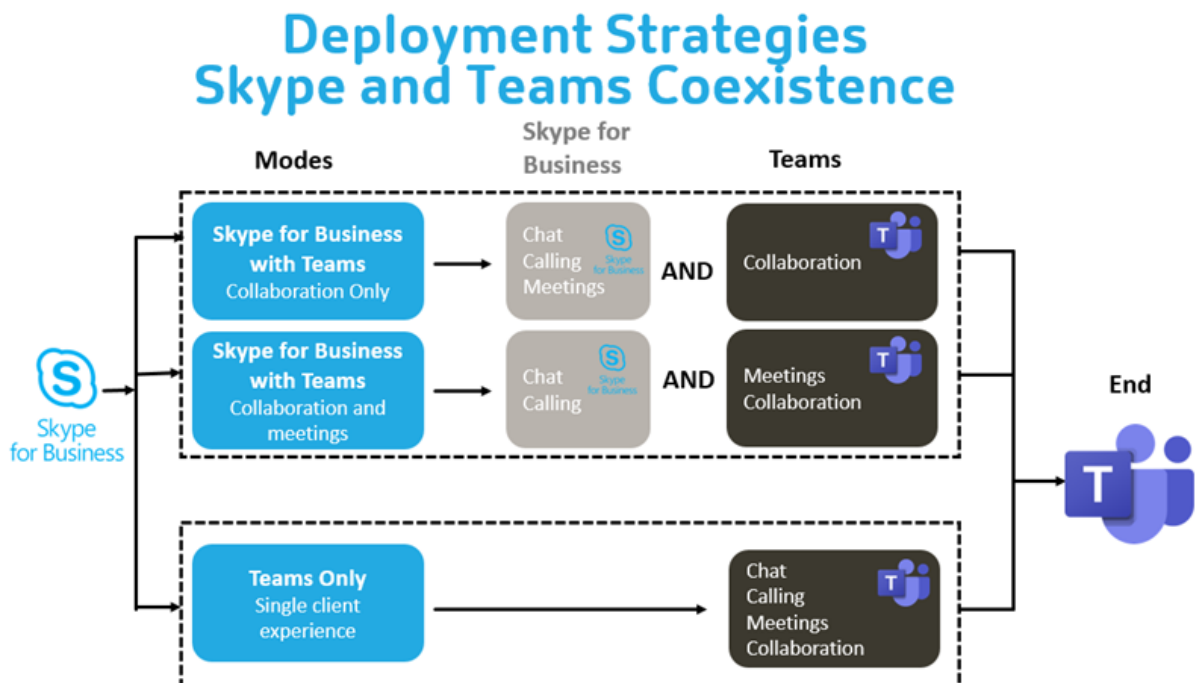 Deployment Strategies
Skype and Teams Coexistence
Modes
Skype for
Business
Teams
Skype for Business
with Teams
Collaboration Only
Chat
Calling
Meetings
S
Skype
for Business
AND
Collaboration
T
Skype for Business
with Teams
Collaboration and
meetings
Chat
Calling
S
Skype
for Business
AND
Meetings
Collaboration
T
S
Skype
for Business
End
T
Teams Only
Single client
experience
Chat
Calling
Meetings
Collaboration
T